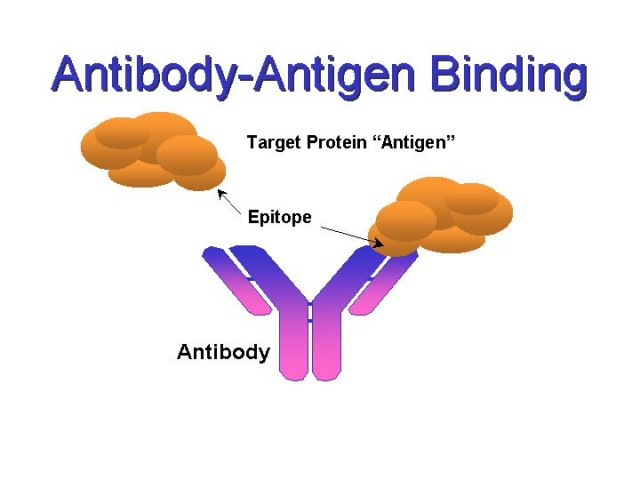 Antibody-Antigen Binding
Target Protein “Antigen”
Epitope
Antibody